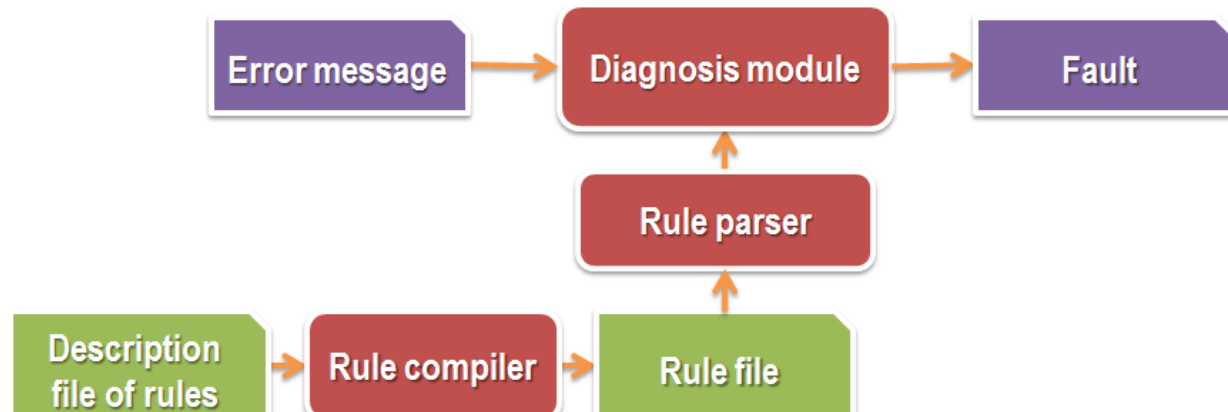 Error message
Diagnosis module
Fault
Rule parser
Description
file of rules
Rule compiler
Rule file